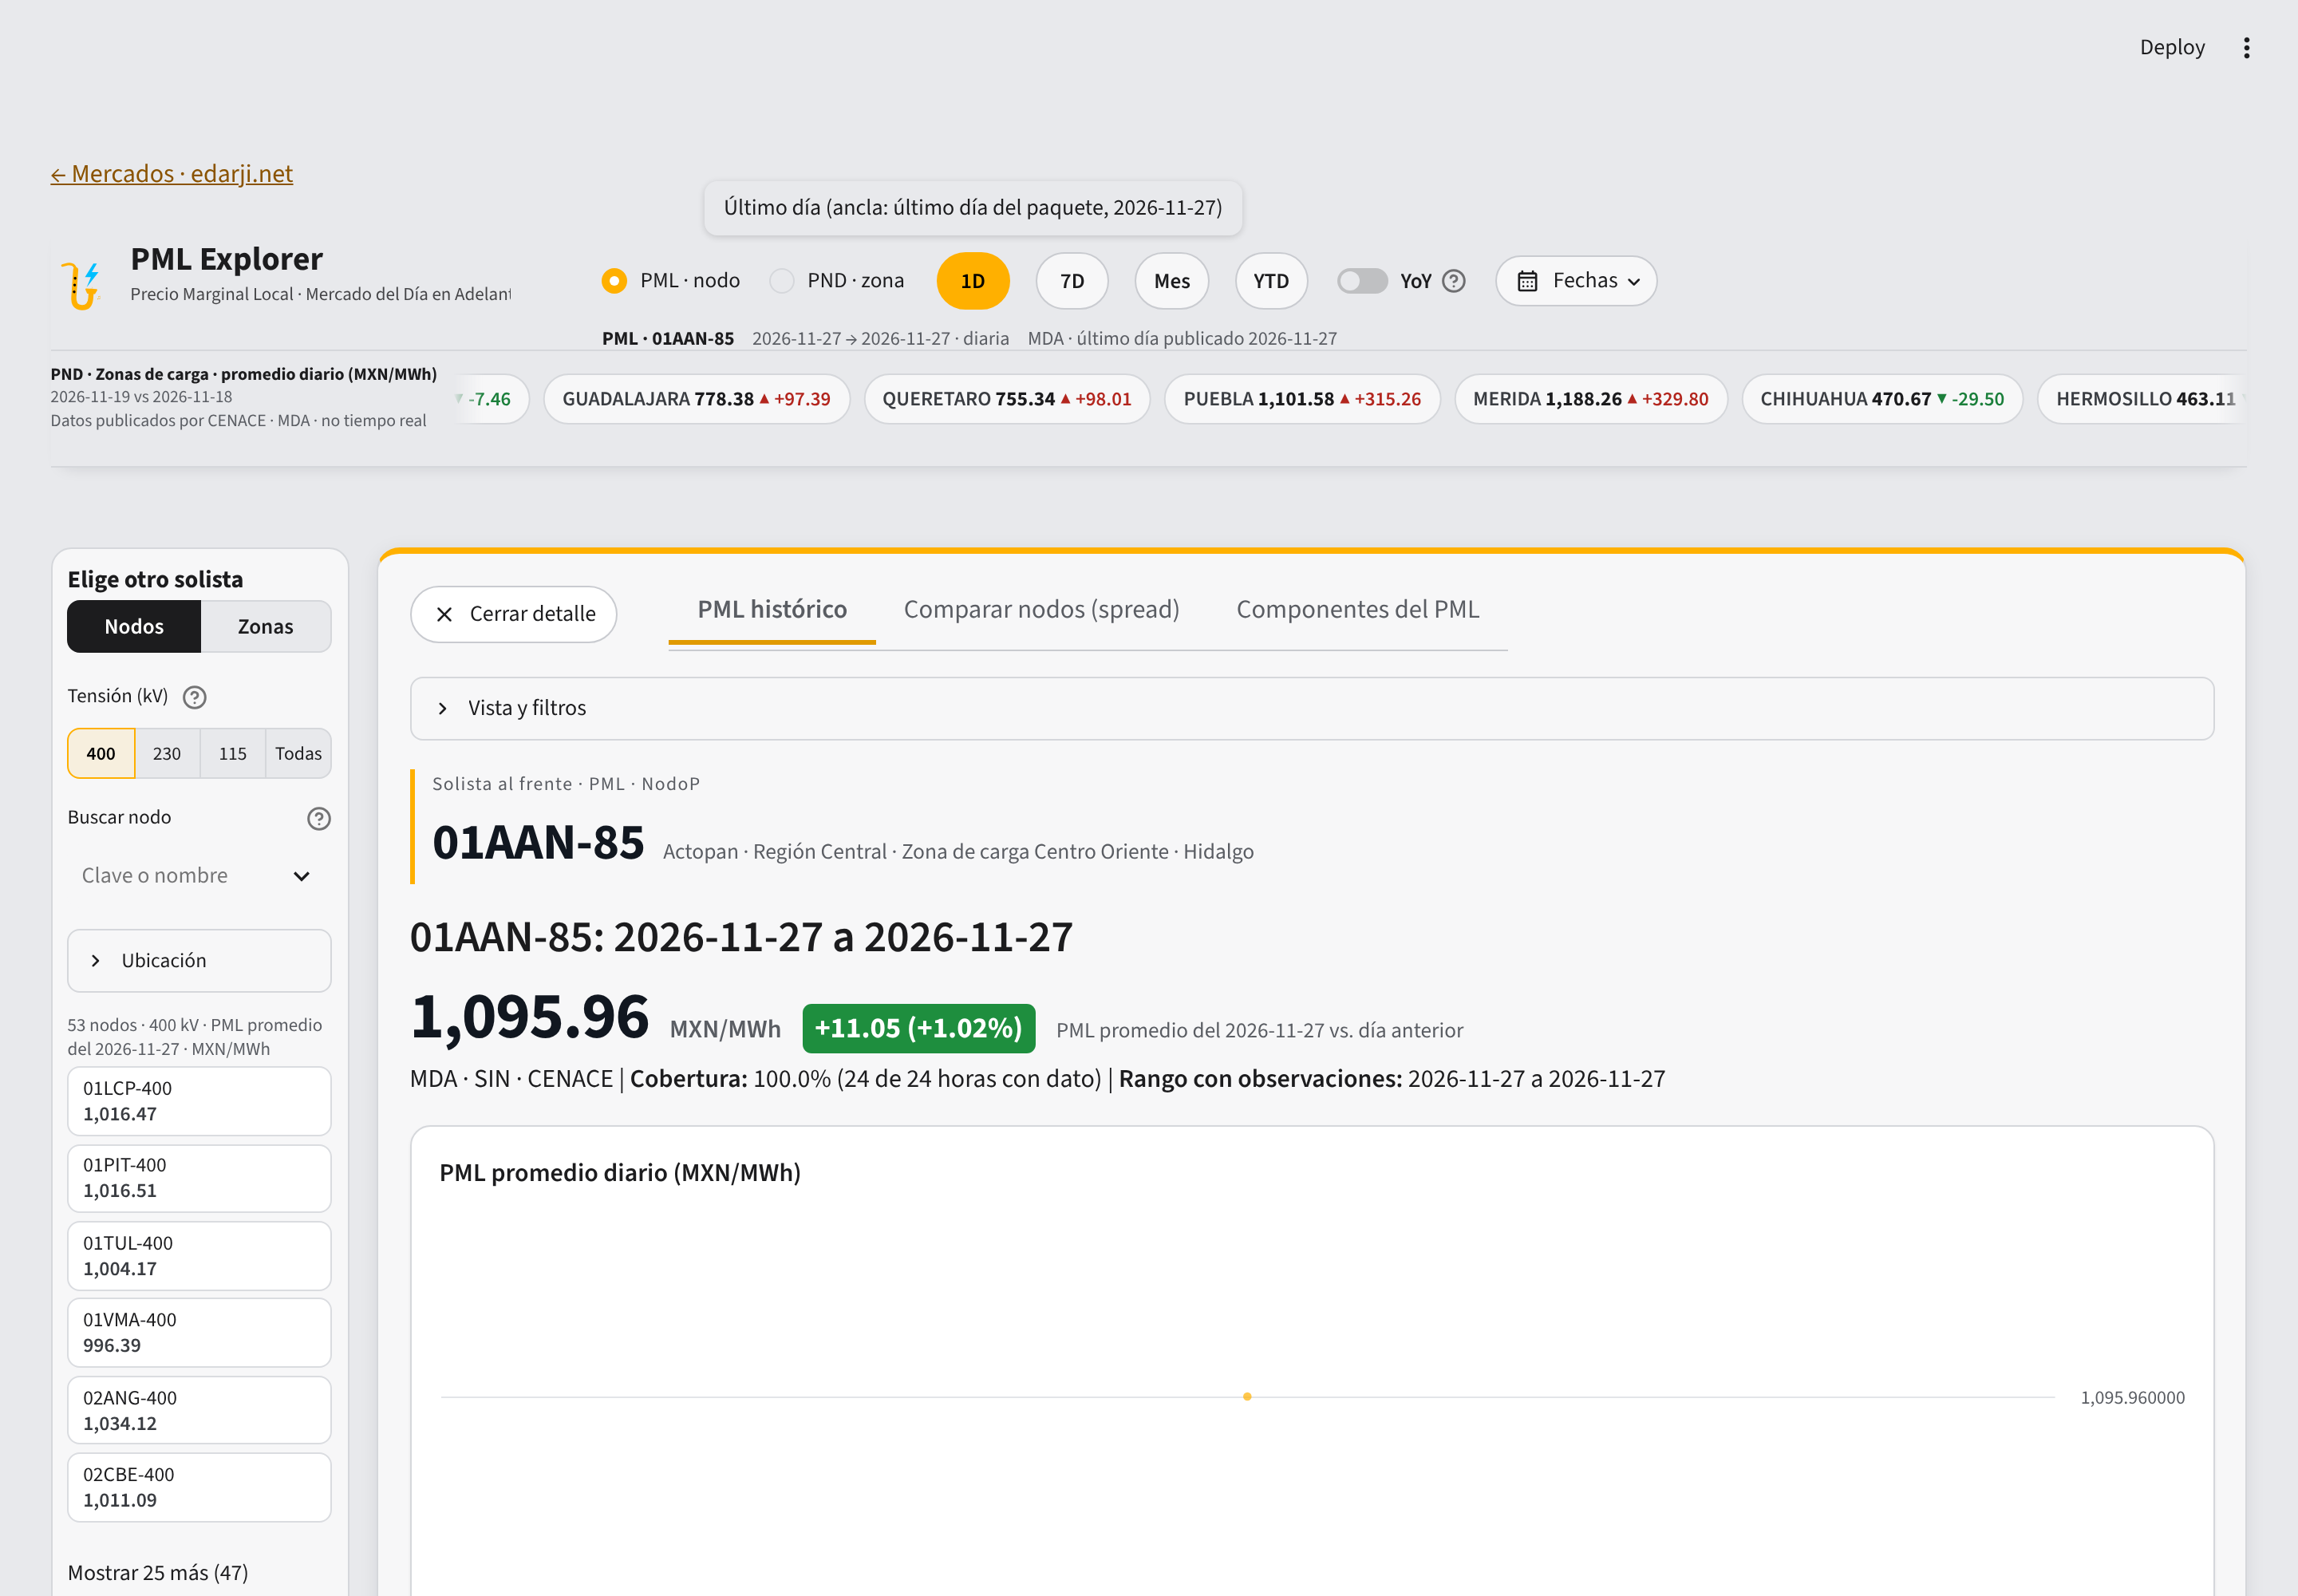 Deploy
← Mercados · edarji.net
Último día (ancla: último día del paquete, 2026-11-27)
PML Explorer
Precio Marginal Local · Mercado del Día en
PML · nodo
PND · zona
1D
7D
Mes
YTD
YoY
Fechas
PML · 01AAN-85 2026-11-27 → 2026-11-27 · diaria MDA · último día publicado 2026-11-27
PND · Zonas de carga · promedio diario (MXN/MWh)
2026-11-19 vs 2026-11-18
Datos publicados por CENACE · MDA · no tiempo real
▼ -7.46
GUADALAJARA 778.38 ▲ +97.39
QUERETARO 755.34 ▲ +98.01
PUEBLA 1,101.58 ▲ +315.26
MERIDA 1,188.26 ▲ +329.80
CHIHUAHUA 470.67 ▼ -29.50
HERMOSILLO 463.11
Elige otro solista
Nodos
Zonas
Tensión (kV)
400
230
115
Todas
Buscar nodo
Clave o nombre
Ubicación
53 nodos · 400 kV · PML promedio
del 2026-11-27 · MXN/MWh
01LCP-400
1,016.47
01PIT-400
1,016.51
01TUL-400
1,004.17
01VMA-400
996.39
02ANG-400
1,034.12
02CBE-400
1,011.09
Mostrar 25 más (47)
Cerrar detalle
PML histórico
Comparar nodos (spread)
Componentes del PML
Vista y filtros
Solista al frente · PML · NodoP
01AAN-85 Actopan · Región Central · Zona de carga Centro Oriente · Hidalgo
01AAN-85: 2026-11-27 a 2026-11-27
1,095.96 MXN/MWh +11.05 (+1.02%) PML promedio del 2026-11-27 vs. día anterior
MDA · SIN · CENACE | Cobertura: 100.0% (24 de 24 horas con dato) | Rango con observaciones: 2026-11-27 a 2026-11-27
PML promedio diario (MXN/MWh)
1,095.960000